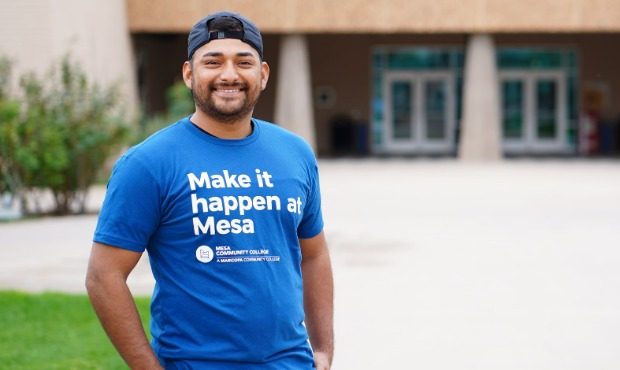 Make it
happen at
Mesa
MESA
COMMUNITY COLLEGE
A MARICOPA COMMUNITY COLLEGE